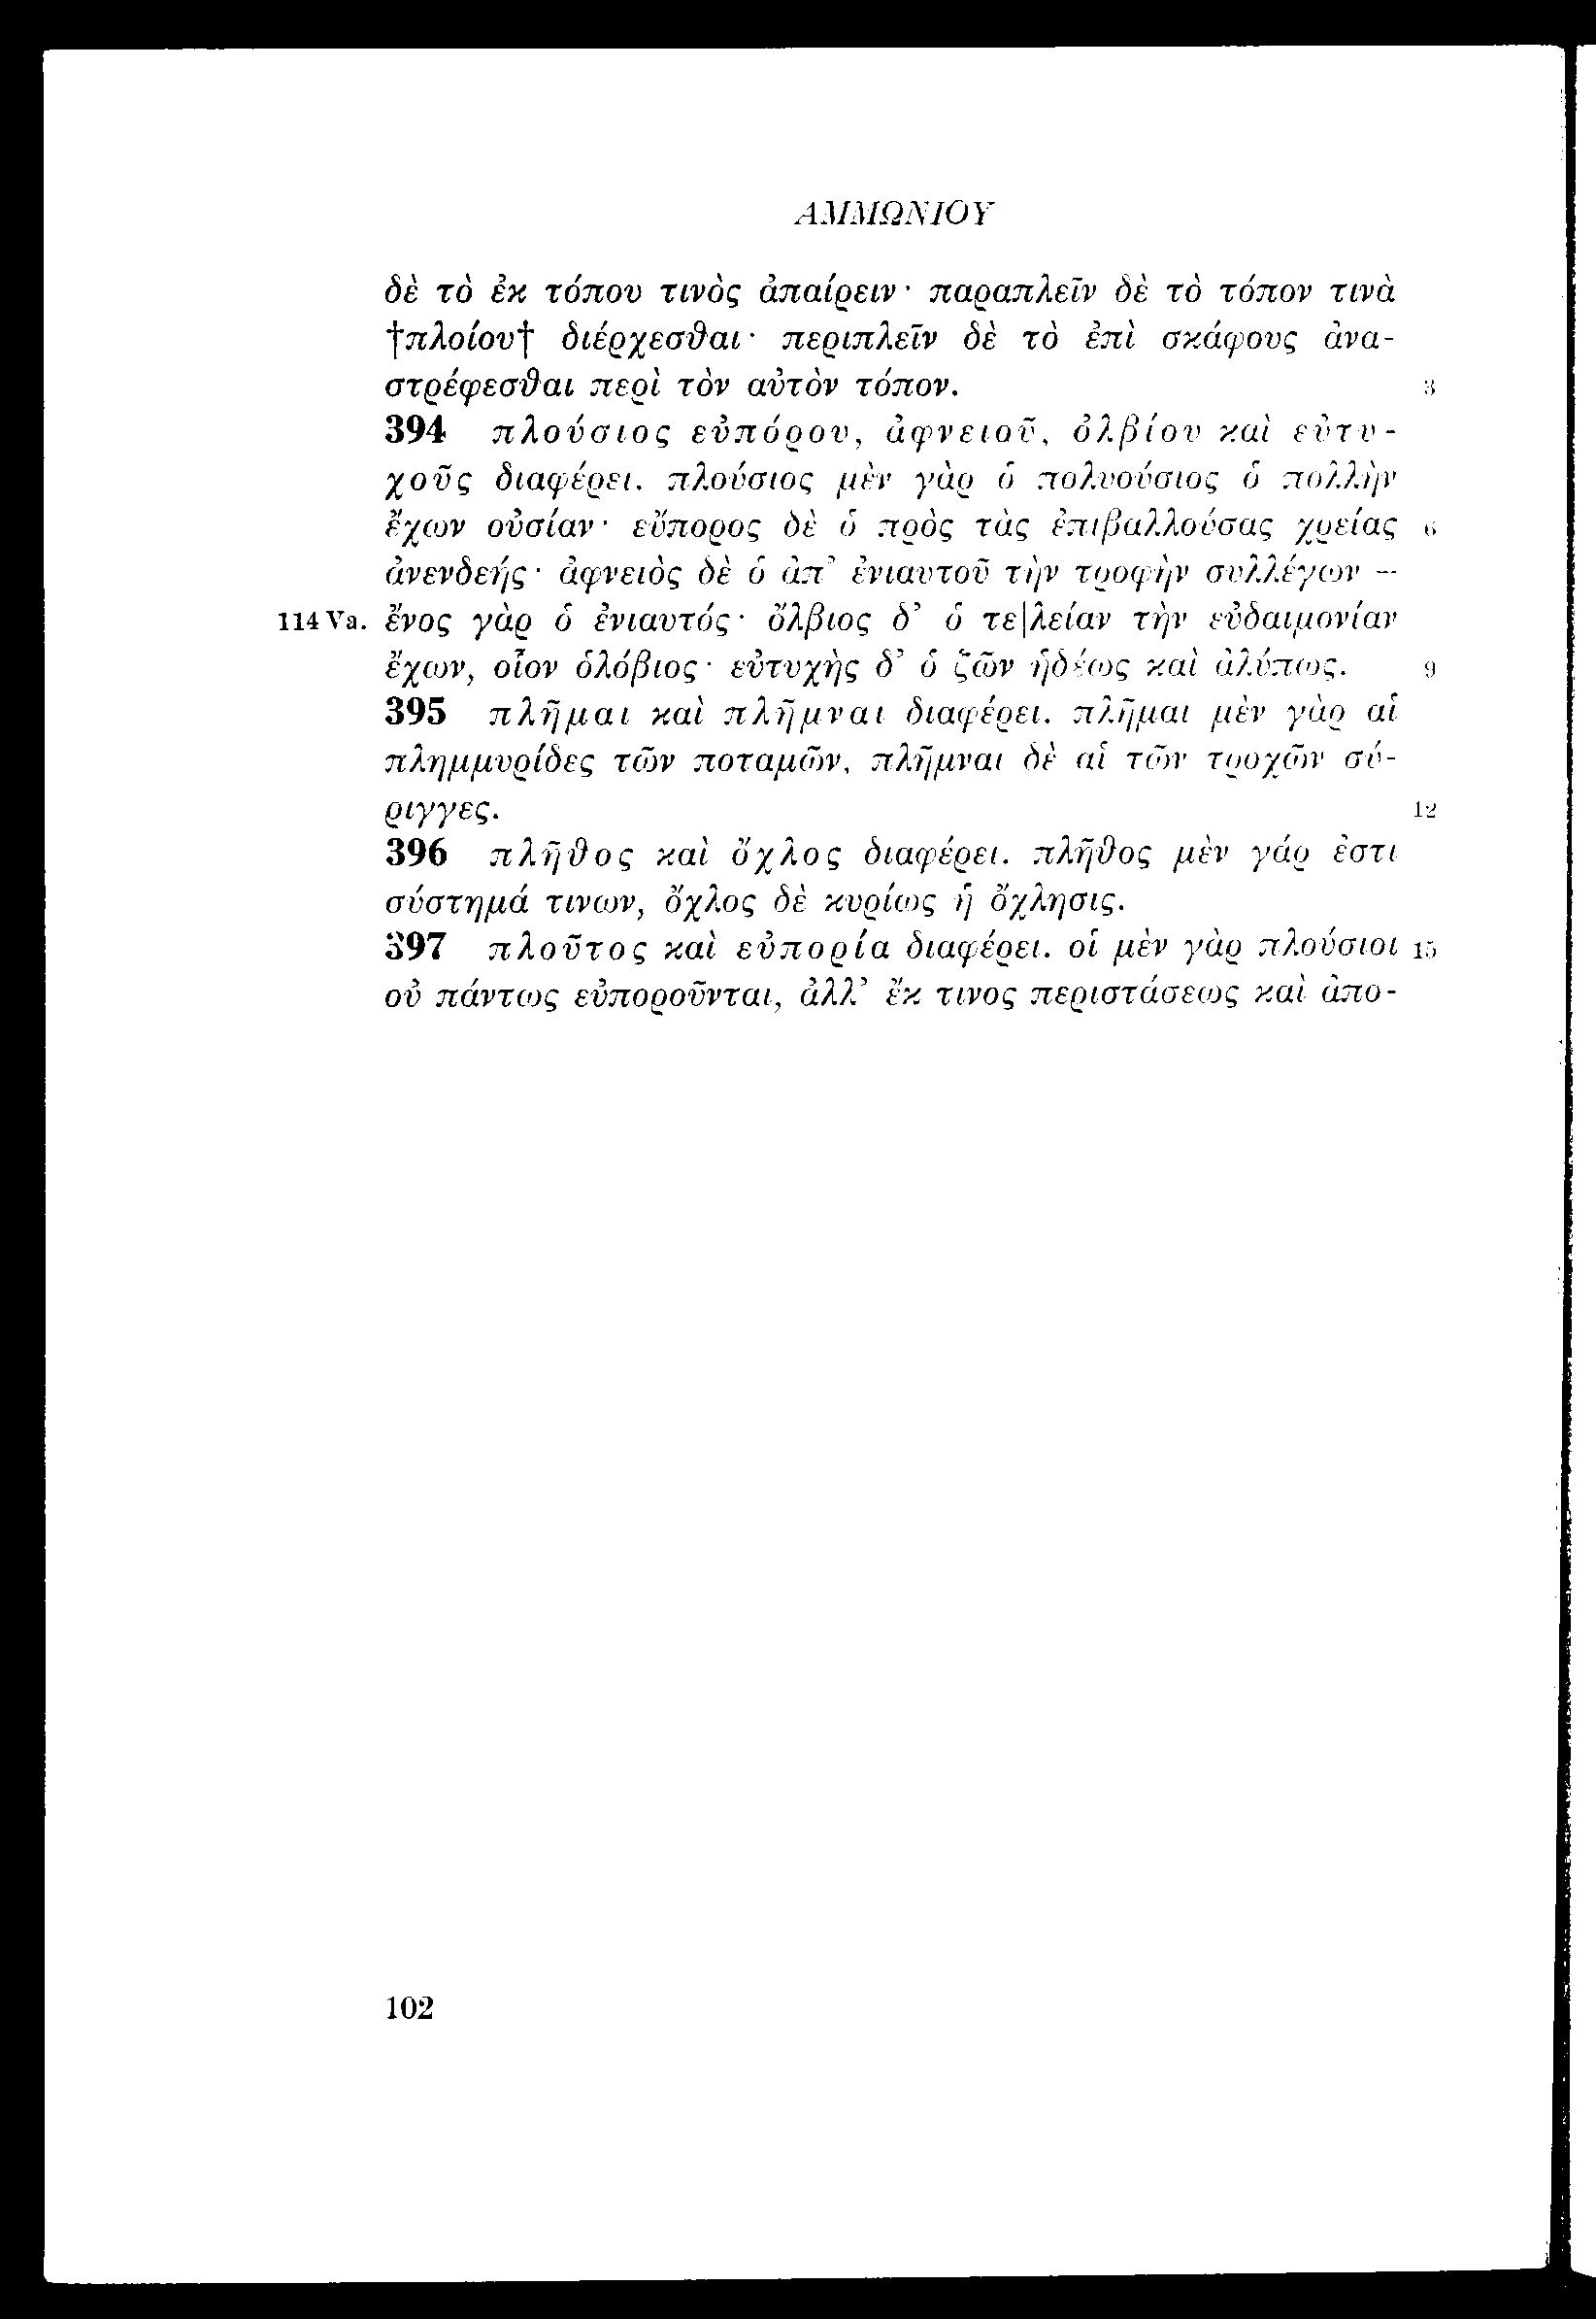 ΑΜΜΩΝΙΟΥ
δὲ τὸ ἐκ τόπου τινὸς ἀπαίρειν· παραπλεῖν δὲ τὸ τόπον τινὰ
†πλοίου† διέρχεσθαι· περιπλεῖν δὲ τὸ ἐπὶ σκάφους ἀνα-
στρέφεσθαι περὶ τὸν αὐτὸν τόπον. 3
394 πλούσιος εὐπόρου, ἀφνειοῦ, ὀλβίου καὶ εὐτυ-
χοῦς διαφέρει. πλούσιος μὲν γὰρ ὁ πολυούσιος ὁ πολλὴν
ἔχων οὐσίαν· εὔπορος δὲ ὁ πρὸς τὰς ἐπιβαλλούσας χρείας 6
ἀνενδεής· ἀφνειὸς δὲ ὁ ἀπ’ ἐνιαυτοῦ τὴν τροφὴν συλλέγων –
114 Va. ἔνος γὰρ ὁ ἐνιαυτός· ὄλβιος δ’ ὁ τε|λείαν τὴν εὐδαιμονίαν
ἔχων, οἷον ὁλόβιος· εὐτυχὴς δ’ ὁ ζῶν ἡδέως καὶ ἀλύπως. 9
395 πλῆμαι καὶ πλῆμναι διαφέρει. πλῆμαι μὲν γὰρ αἱ
πλημμυρίδες τῶν ποταμῶν, πλῆμναι δὲ αἱ τῶν τροχῶν σύ-
ριγγες. 12
396 πλῆθος καὶ ὄχλος διαφέρει. πλῆθος μὲν γάρ ἐστι
σύστημά τινων, ὄχλος δὲ κυρίως ἡ ὄχλησις.
397 πλοῦτος καὶ εὐπορία διαφέρει. οἱ μὲν γὰρ πλούσιοι 15
οὐ πάντως εὐποροῦνται, ἀλλ’ ἔκ τινος περιστάσεως καὶ ἀπο-
102